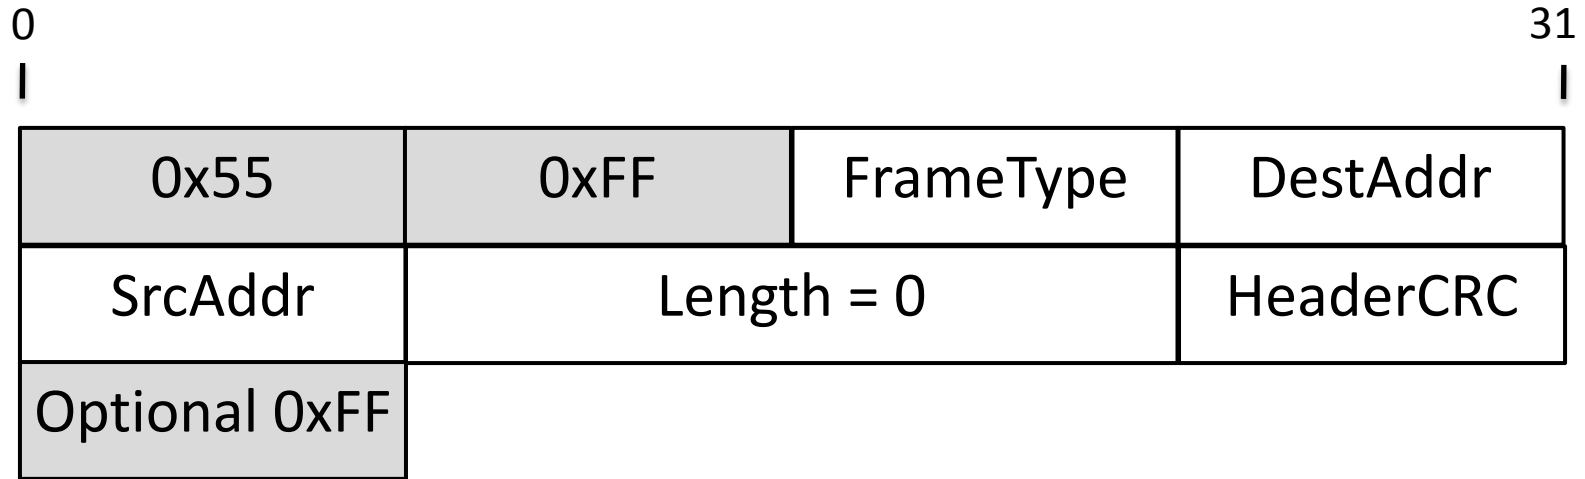 0 31
0x55 0xFF FrameType DestAddr
SrcAddr Length = 0 HeaderCRC
Optional 0xFF